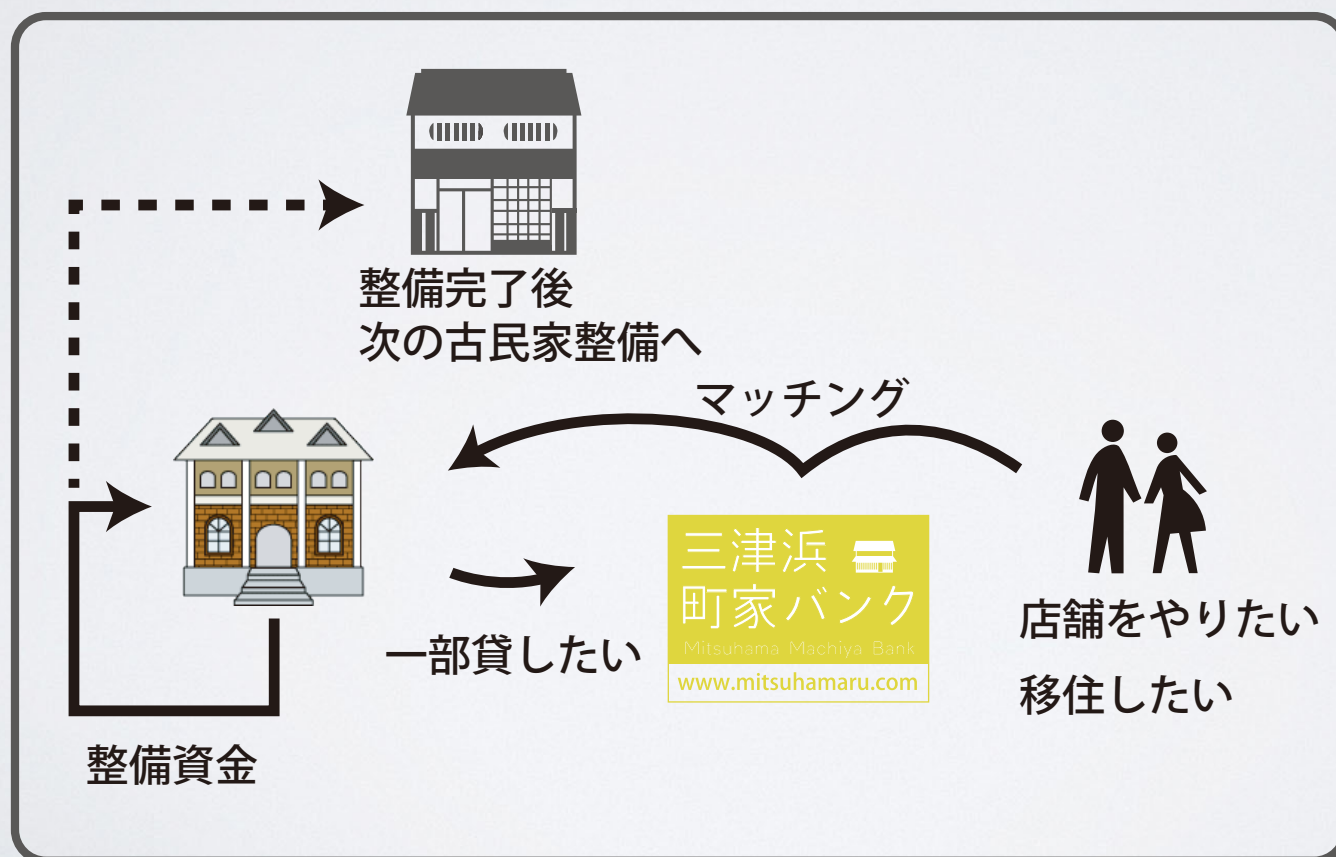 整備完了後
次の古民家整備へ
マッチング
三津浜
町家バンク
Mitsuhama Machiya Bank
www.mitsuhamaru.com
一部貸したい
店舗をやりたい
移住したい
整備資金